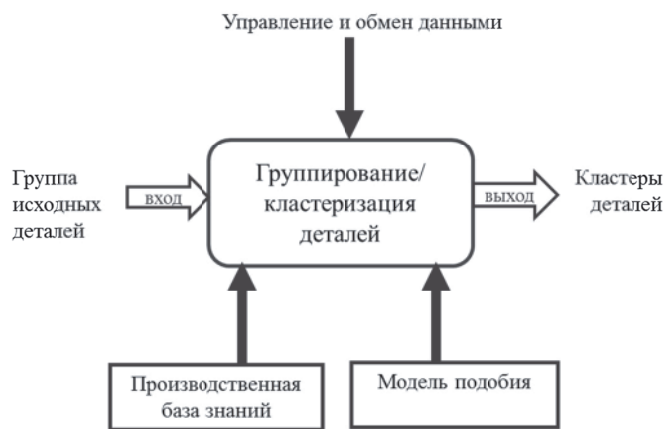 Управление и обмен данными
Группа
исходных
деталей
вход
Группирование/
кластеризация
деталей
выход
Кластеры
деталей
Производственная
база знаний
Модель подобия